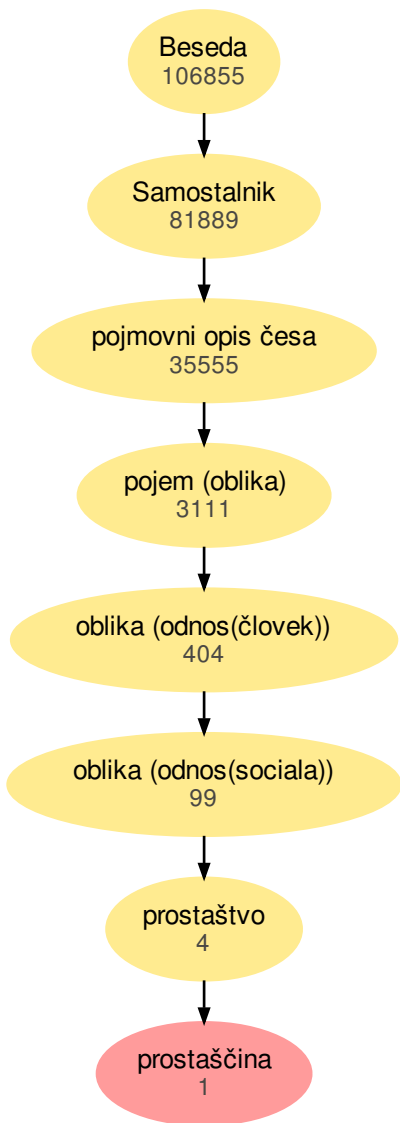 Beseda
106855
Samostalnik
81889
pojmovni opis česa
35555
pojem (oblika)
3111
oblika (odnos(človek))
404
oblika (odnos(sociala))
99
prostaštvo
4
prostaščina
1